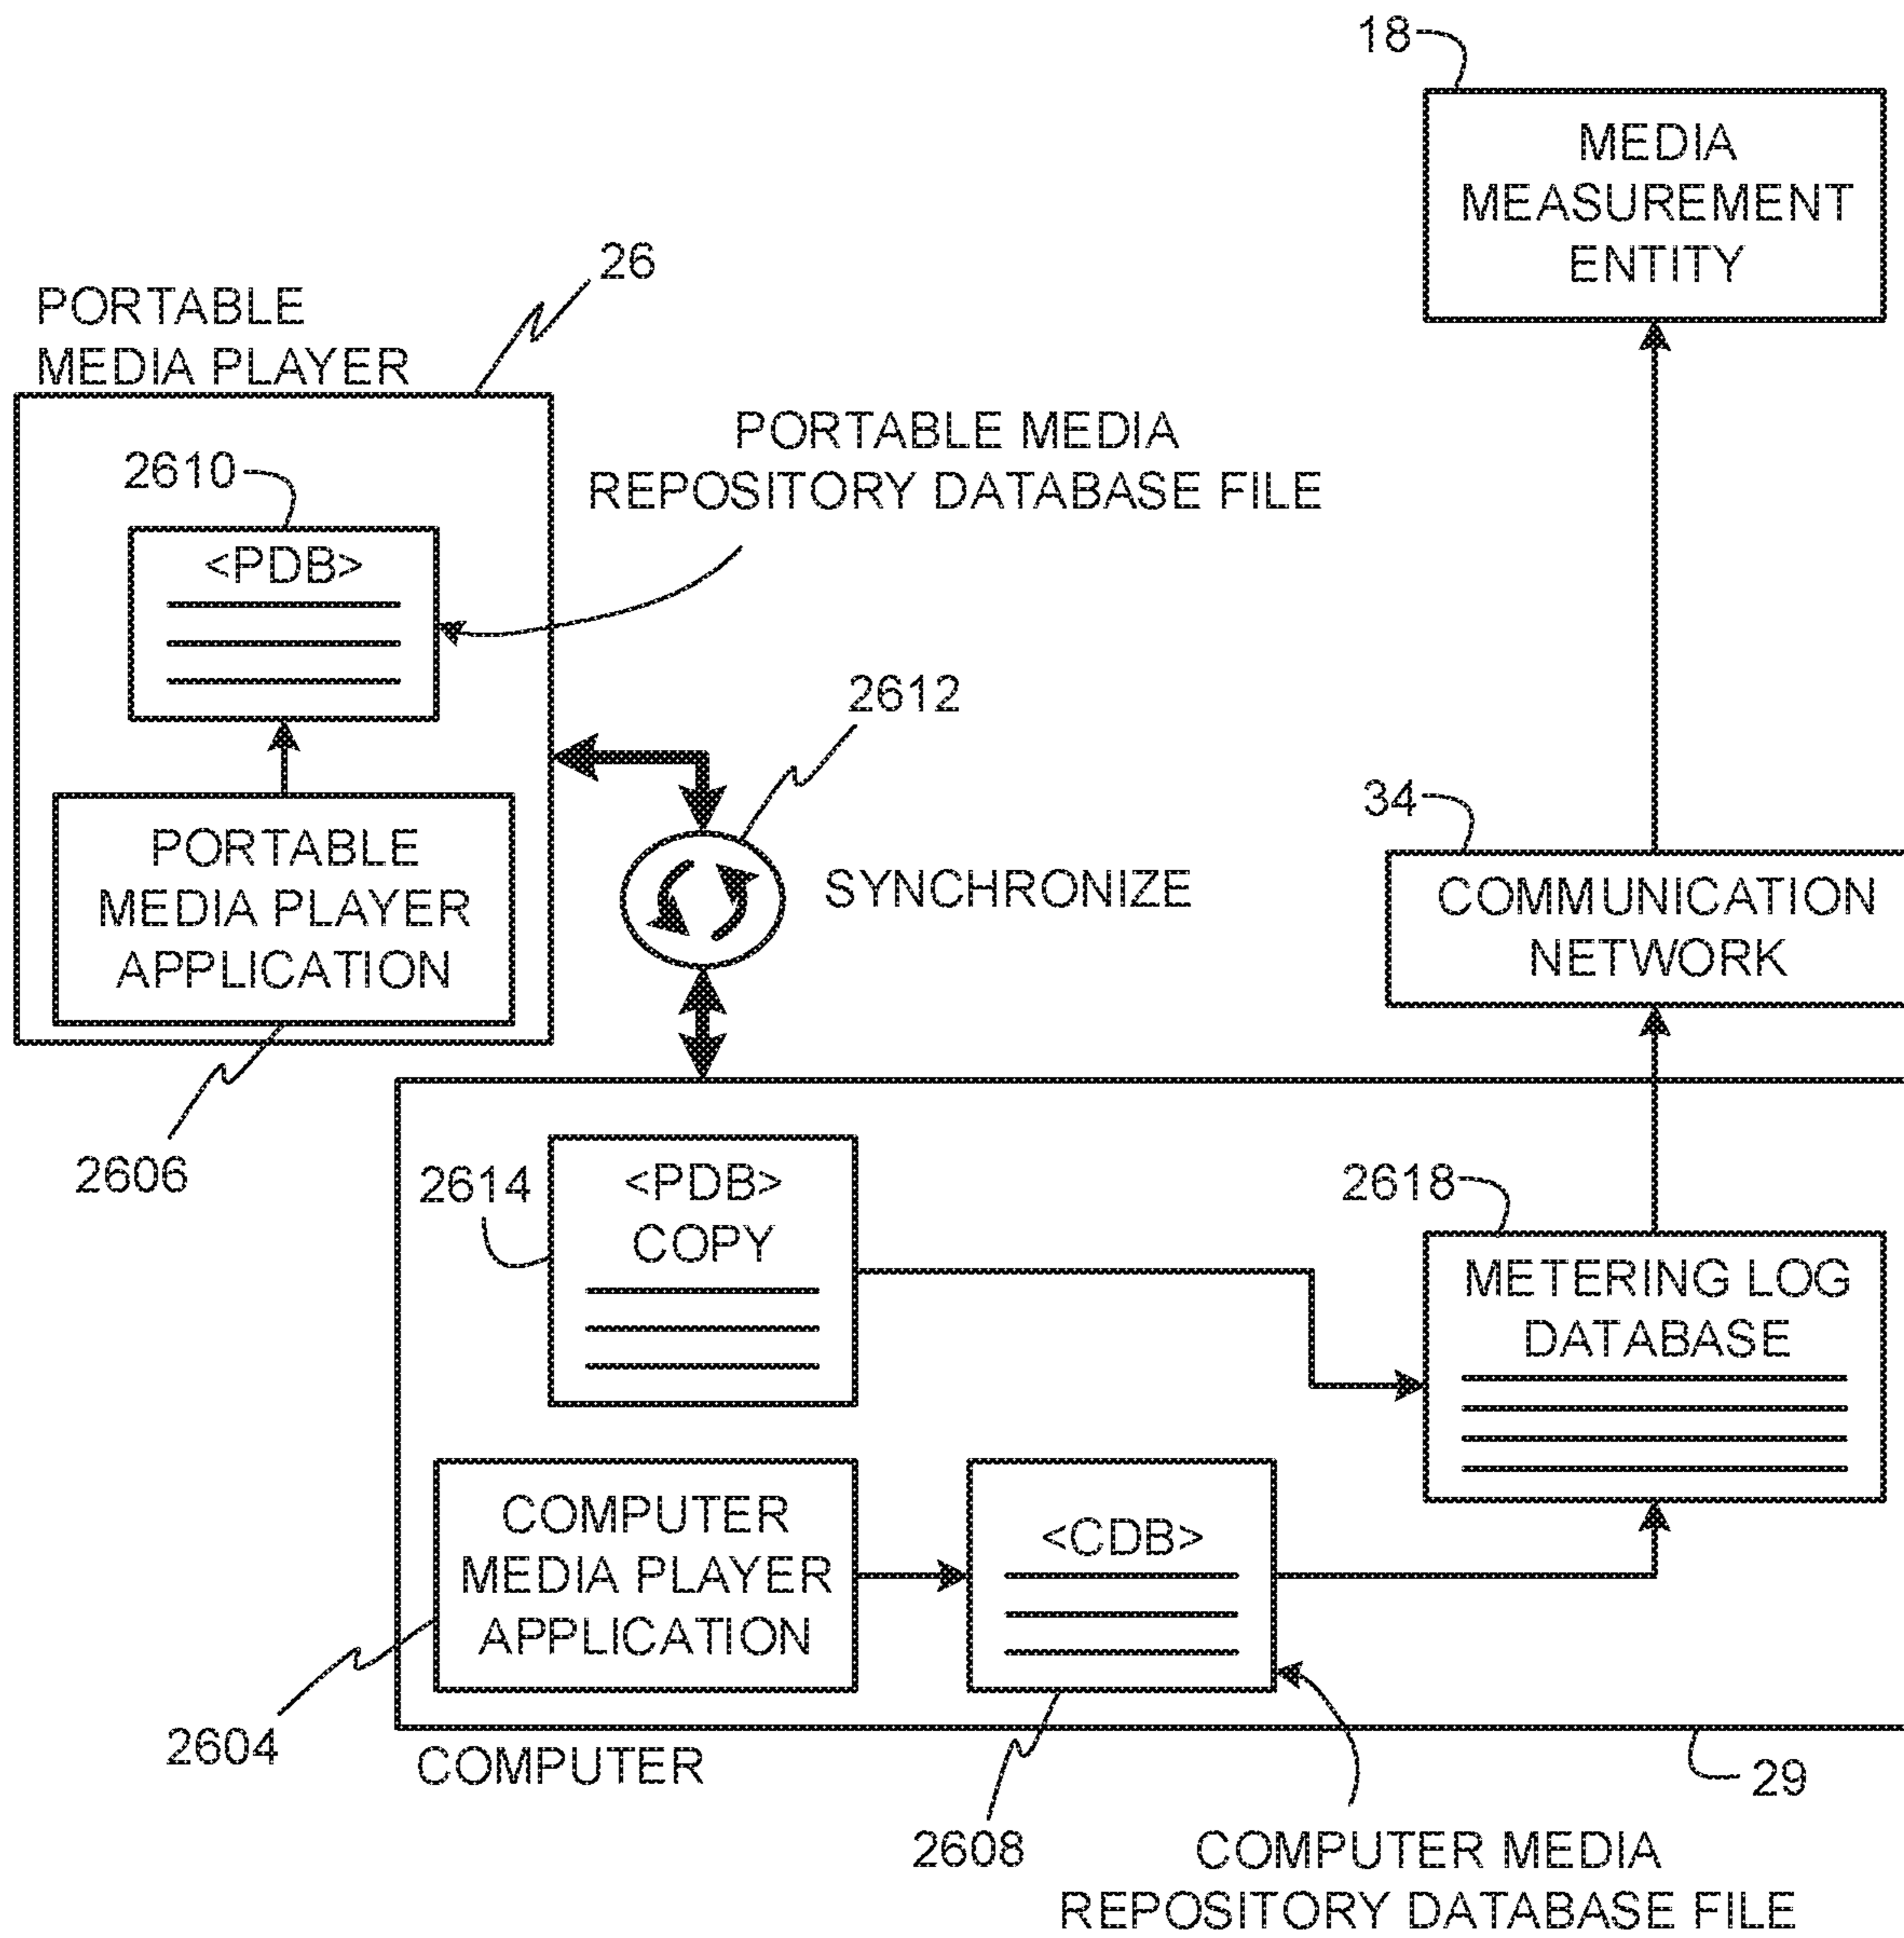 18
MEDIA
MEASUREMENT
ENTITY
26
PORTABLE
MEDIA PLAYER
PORTABLE MEDIA
REPOSITORY DATABASE FILE
2610
<PDB>
2612
34
PORTABLE
MEDIA PLAYER
APPLICATION
SYNCHRONIZE
COMMUNICATION
NETWORK
2606
2614
<PDB>
COPY
2618
METERING LOG
DATABASE
COMPUTER
MEDIA PLAYER
APPLICATION
<CDB>
2604
COMPUTER
29
2608
COMPUTER MEDIA
REPOSITORY DATABASE FILE